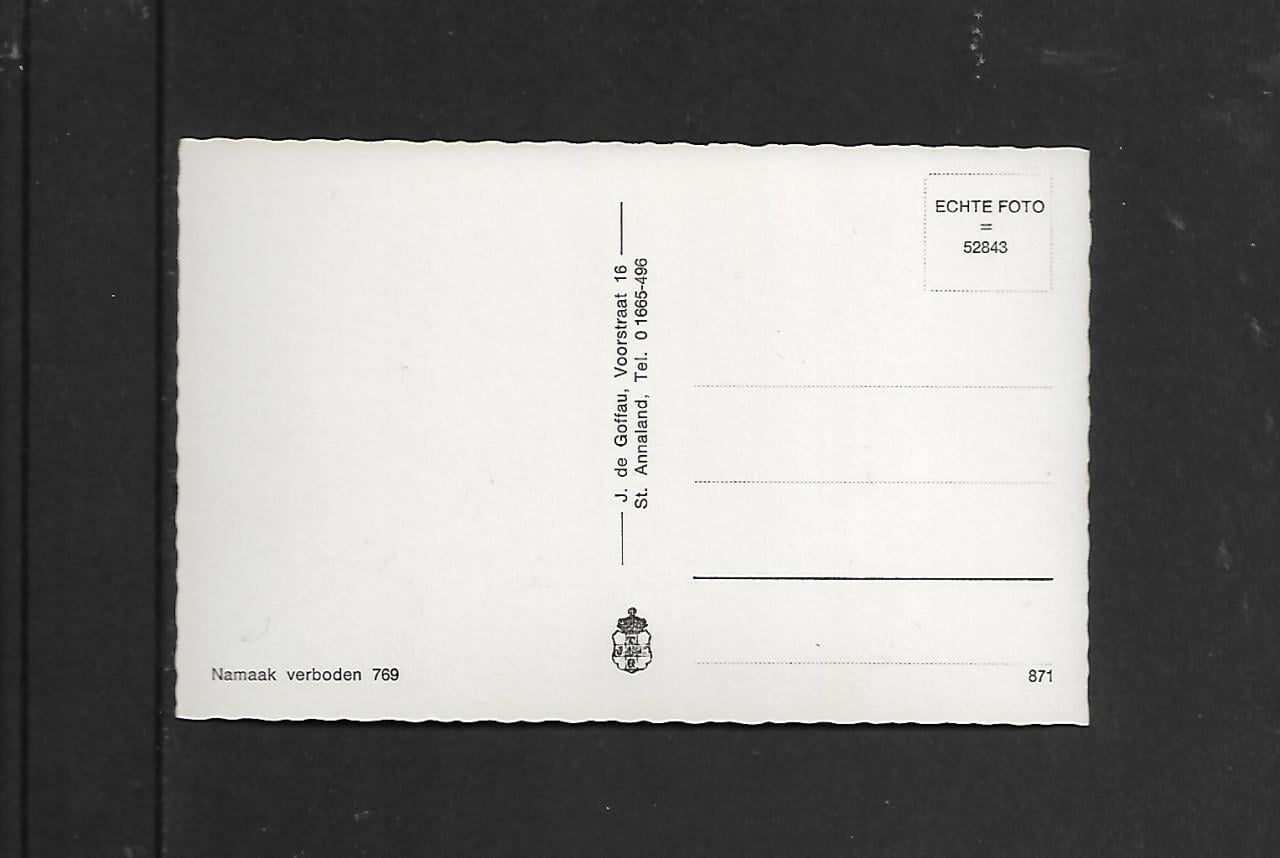 ECHTE FOTO
=
52843
J. de Goffau, Voorstraat 16
St. Annaland, Tel. 0 1665-496
Namaak verboden 769
871